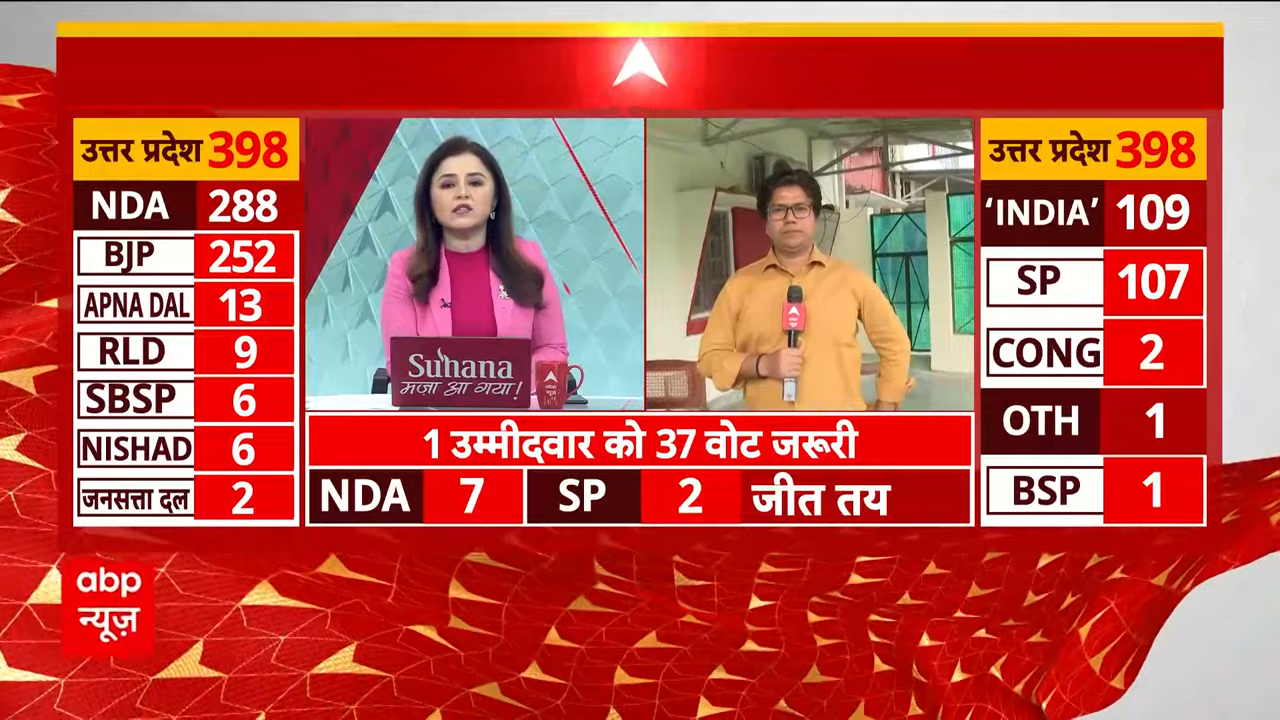 उत्तर प्रदेश 398
NDA 288
BJP 252
APNA DAL 13
RLD 9
SBSP 6
NISHAD 6
जनसत्ता दल 2
Suhana
मज़ा आ गया!
abp
1 उम्मीदवार को 37 वोट जरूरी
NDA 7 SP 2 जीत तय
उत्तर प्रदेश 398
‘INDIA’ 109
SP 107
CONG 2
OTH 1
BSP 1
abp
न्यूज़